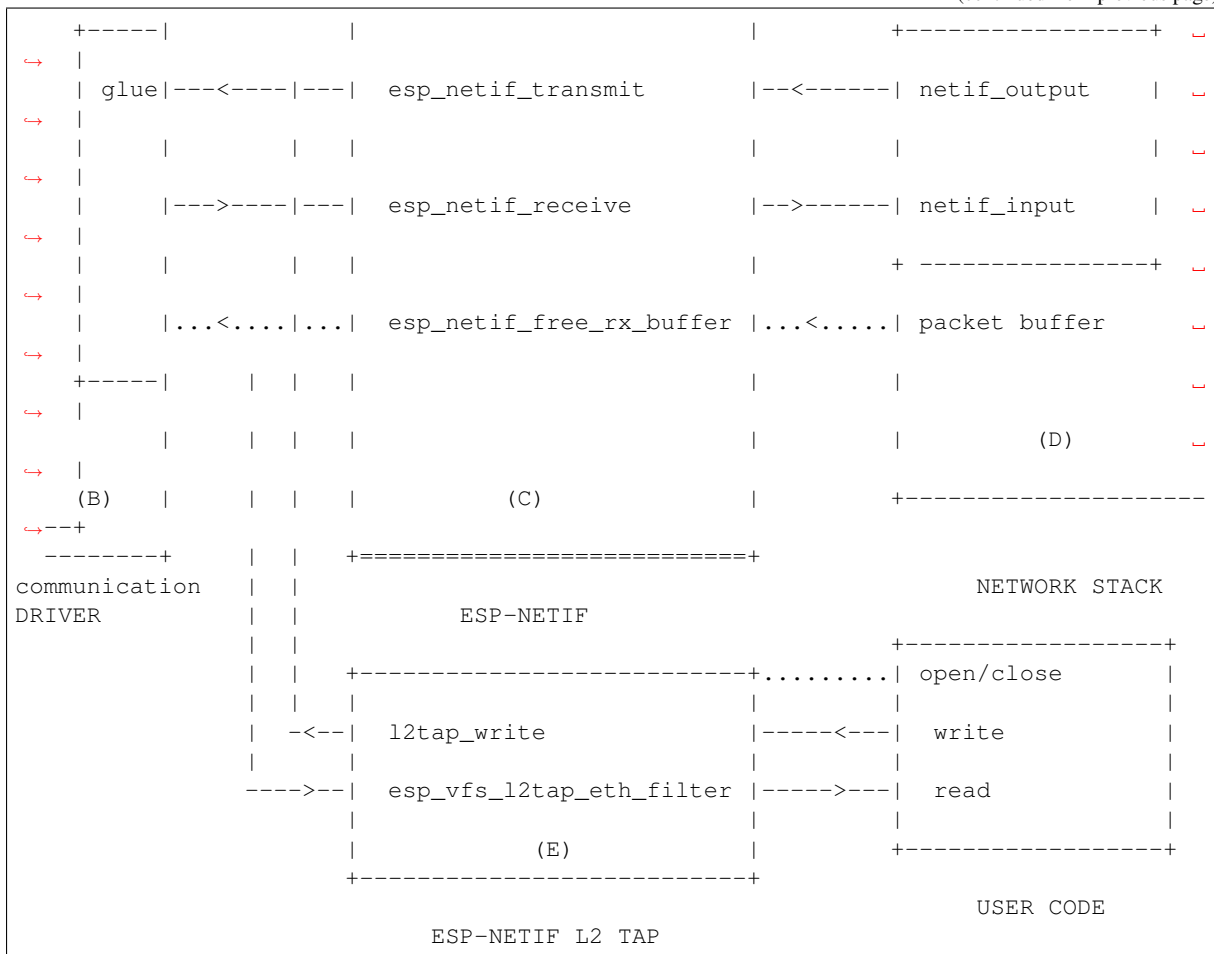 +-----|           |                           |         +-----------------+  ␣
↪  |
| glue|---<----|---|  esp_netif_transmit       |--<------| netif_output    |  ␣
↪  |
|     |        |   |                           |         |                 |  ␣
↪  |
|     |--->----|---|  esp_netif_receive        |-->------| netif_input     |  ␣
↪  |
|     |        |   |                           |         + ----------------+  ␣
↪  |
|     |...<....|...|  esp_netif_free_rx_buffer |...<.....| packet buffer      ␣
↪  |
+-----|     |  |   |                           |         |                    ␣
↪  |
|     |  |   |                           |         |         (D)        ␣
↪  |
(B)   |     |  |   |          (C)              |         +---------------------
↪--+
--------+     |  |   +===========================+
communication   |  |                                               NETWORK STACK
DRIVER          |  |           ESP-NETIF
|  |                                         +------------------+
|  |   +---------------------------+.........| open/close       |
|  |   |                           |         |                  |
|  -<--|  l2tap_write              |-----<---|  write           |
|      |                           |         |                  |
---->--|  esp_vfs_l2tap_eth_filter |----->---|  read            |
|                           |         |                  |
|            (E)            |         +------------------+
+---------------------------+
USER CODE
ESP-NETIF L2 TAP